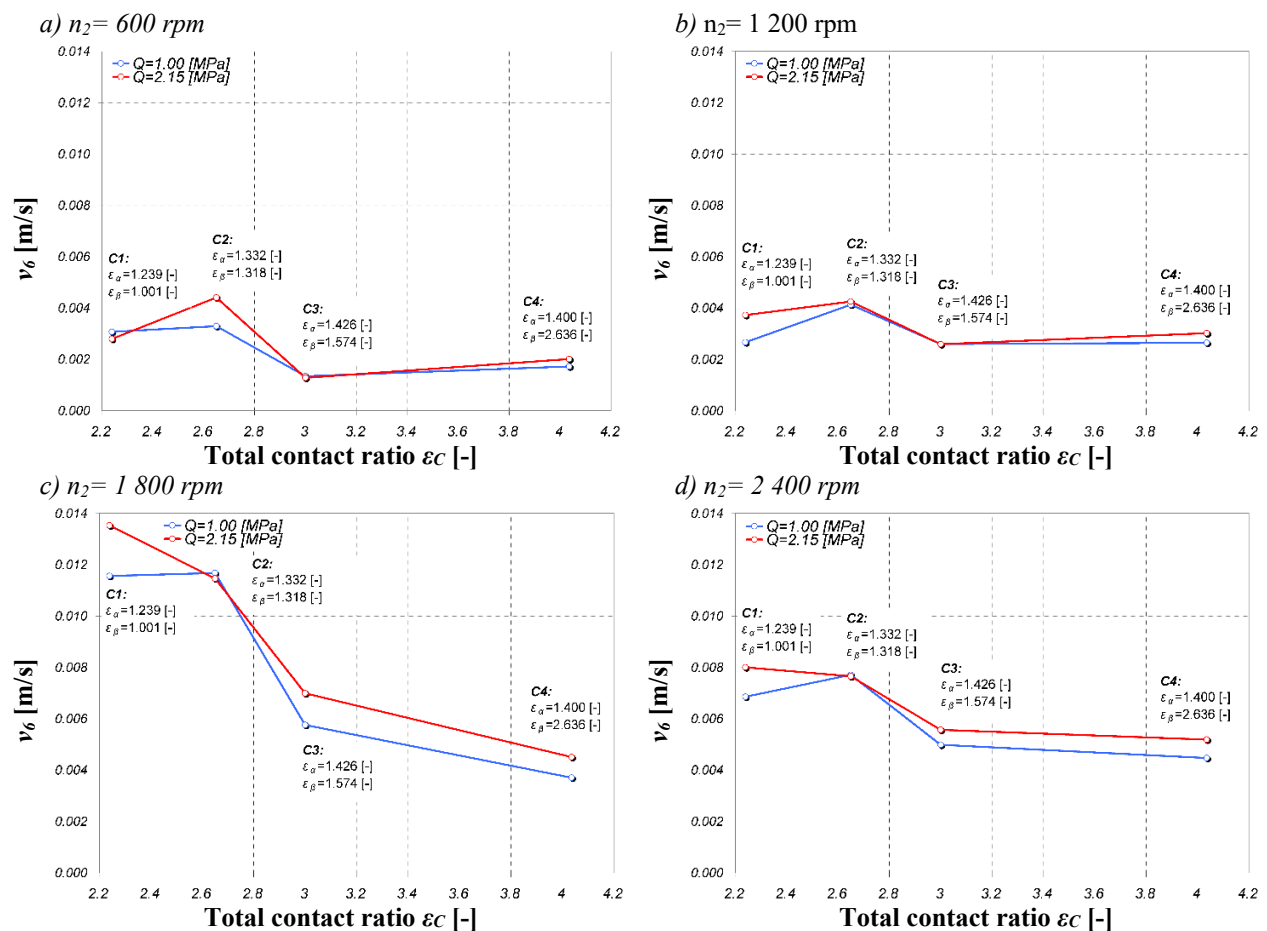 a) n2= 600 rpm
0.014
0.012
0.010
0.008
0.006
0.004
0.002
0.000
v6 [m/s]
Q=1.00 [MPa]
Q=2.15 [MPa]
C1:
εα=1.239 [-]
εβ=1.001 [-]
C2:
εα=1.332 [-]
εβ=1.318 [-]
C3:
εα=1.426 [-]
εβ=1.574 [-]
C4:
εα=1.400 [-]
εβ=2.636 [-]
2.2 2.4 2.6 2.8 3 3.2 3.4 3.6 3.8 4 4.2
Total contact ratio εC [-]
b) n2= 1 200 rpm
0.014
0.012
0.010
0.008
0.006
0.004
0.002
0.000
v6 [m/s]
Q=1.00 [MPa]
Q=2.15 [MPa]
C1:
εα=1.239 [-]
εβ=1.001 [-]
C2:
εα=1.332 [-]
εβ=1.318 [-]
C3:
εα=1.426 [-]
εβ=1.574 [-]
C4:
εα=1.400 [-]
εβ=2.636 [-]
2.2 2.4 2.6 2.8 3 3.2 3.4 3.6 3.8 4 4.2
Total contact ratio εC [-]
c) n2= 1 800 rpm
0.014
0.012
0.010
0.008
0.006
0.004
0.002
0.000
v6 [m/s]
Q=1.00 [MPa]
Q=2.15 [MPa]
C1:
εα=1.239 [-]
εβ=1.001 [-]
C2:
εα=1.332 [-]
εβ=1.318 [-]
C3:
εα=1.426 [-]
εβ=1.574 [-]
C4:
εα=1.400 [-]
εβ=2.636 [-]
2.2 2.4 2.6 2.8 3 3.2 3.4 3.6 3.8 4 4.2
Total contact ratio εC [-]
d) n2= 2 400 rpm
0.014
0.012
0.010
0.008
0.006
0.004
0.002
0.000
v6 [m/s]
Q=1.00 [MPa]
Q=2.15 [MPa]
C1:
εα=1.239 [-]
εβ=1.001 [-]
C2:
εα=1.332 [-]
εβ=1.318 [-]
C3:
εα=1.426 [-]
εβ=1.574 [-]
C4:
εα=1.400 [-]
εβ=2.636 [-]
2.2 2.4 2.6 2.8 3 3.2 3.4 3.6 3.8 4 4.2
Total contact ratio εC [-]